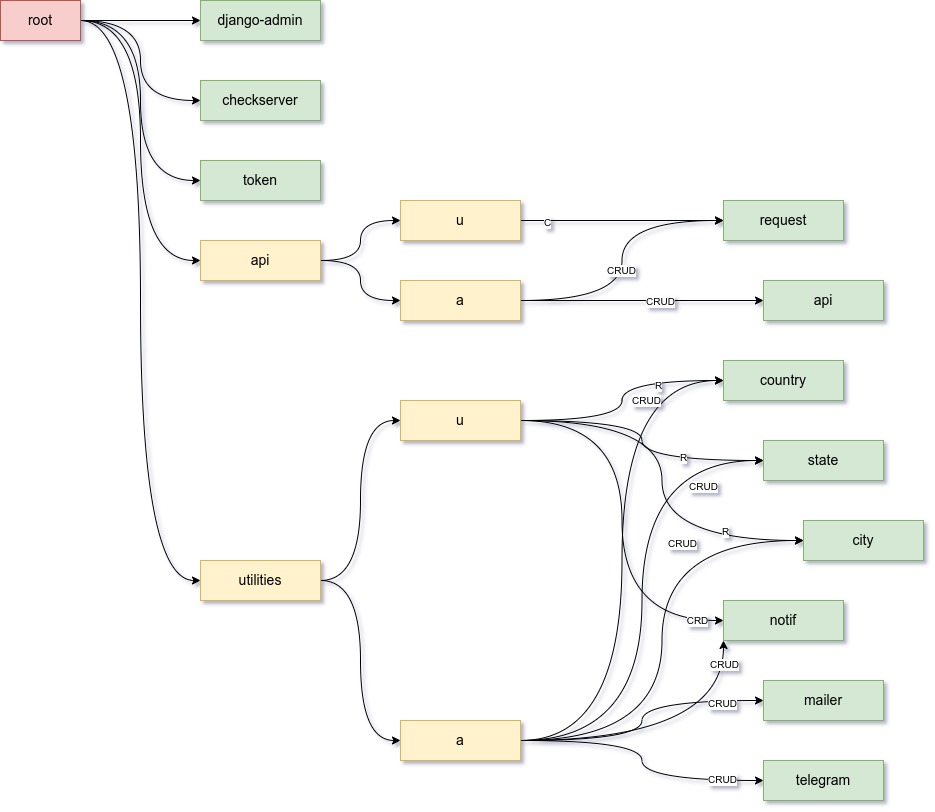 root
django-admin
checkserver
token
api
u
C
request
CRUD
a
CRUD
api
R
country
CRUD
u
R
state
CRUD
R
city
CRUD
utilities
CRD
notif
CRUD
CRUD
mailer
a
CRUD
telegram